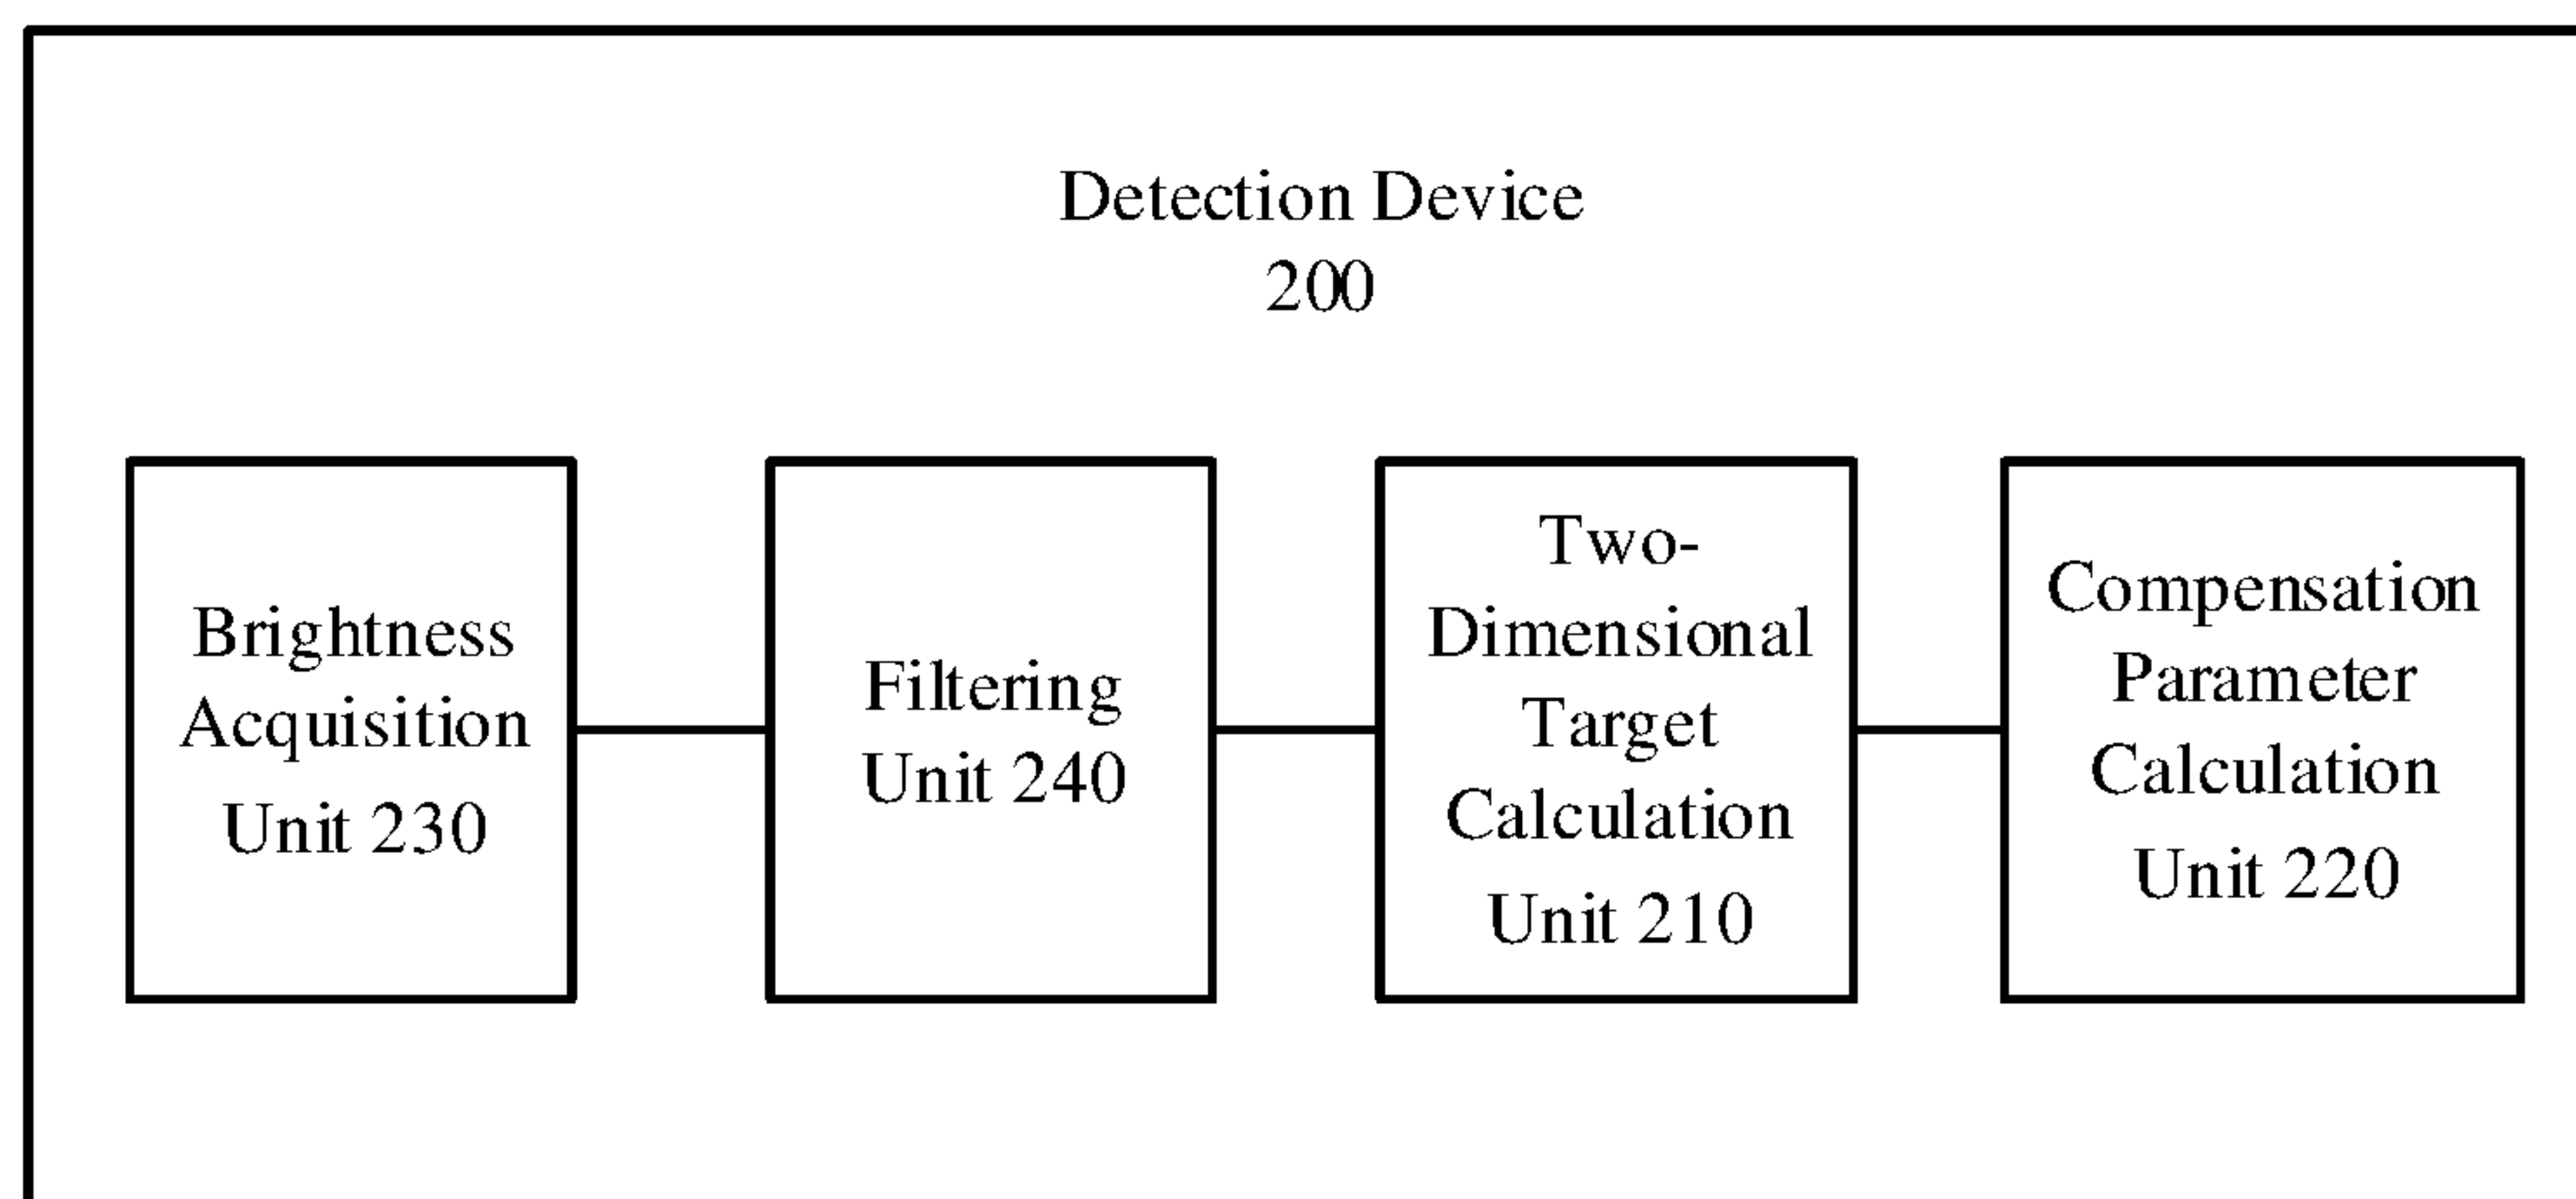 Detection Device
200
Brightness
Acquisition
Unit 230
Filtering
Unit 240
Two-
Dimensional
Target
Calculation
Unit 210
Compensation
Parameter
Calculation
Unit 220